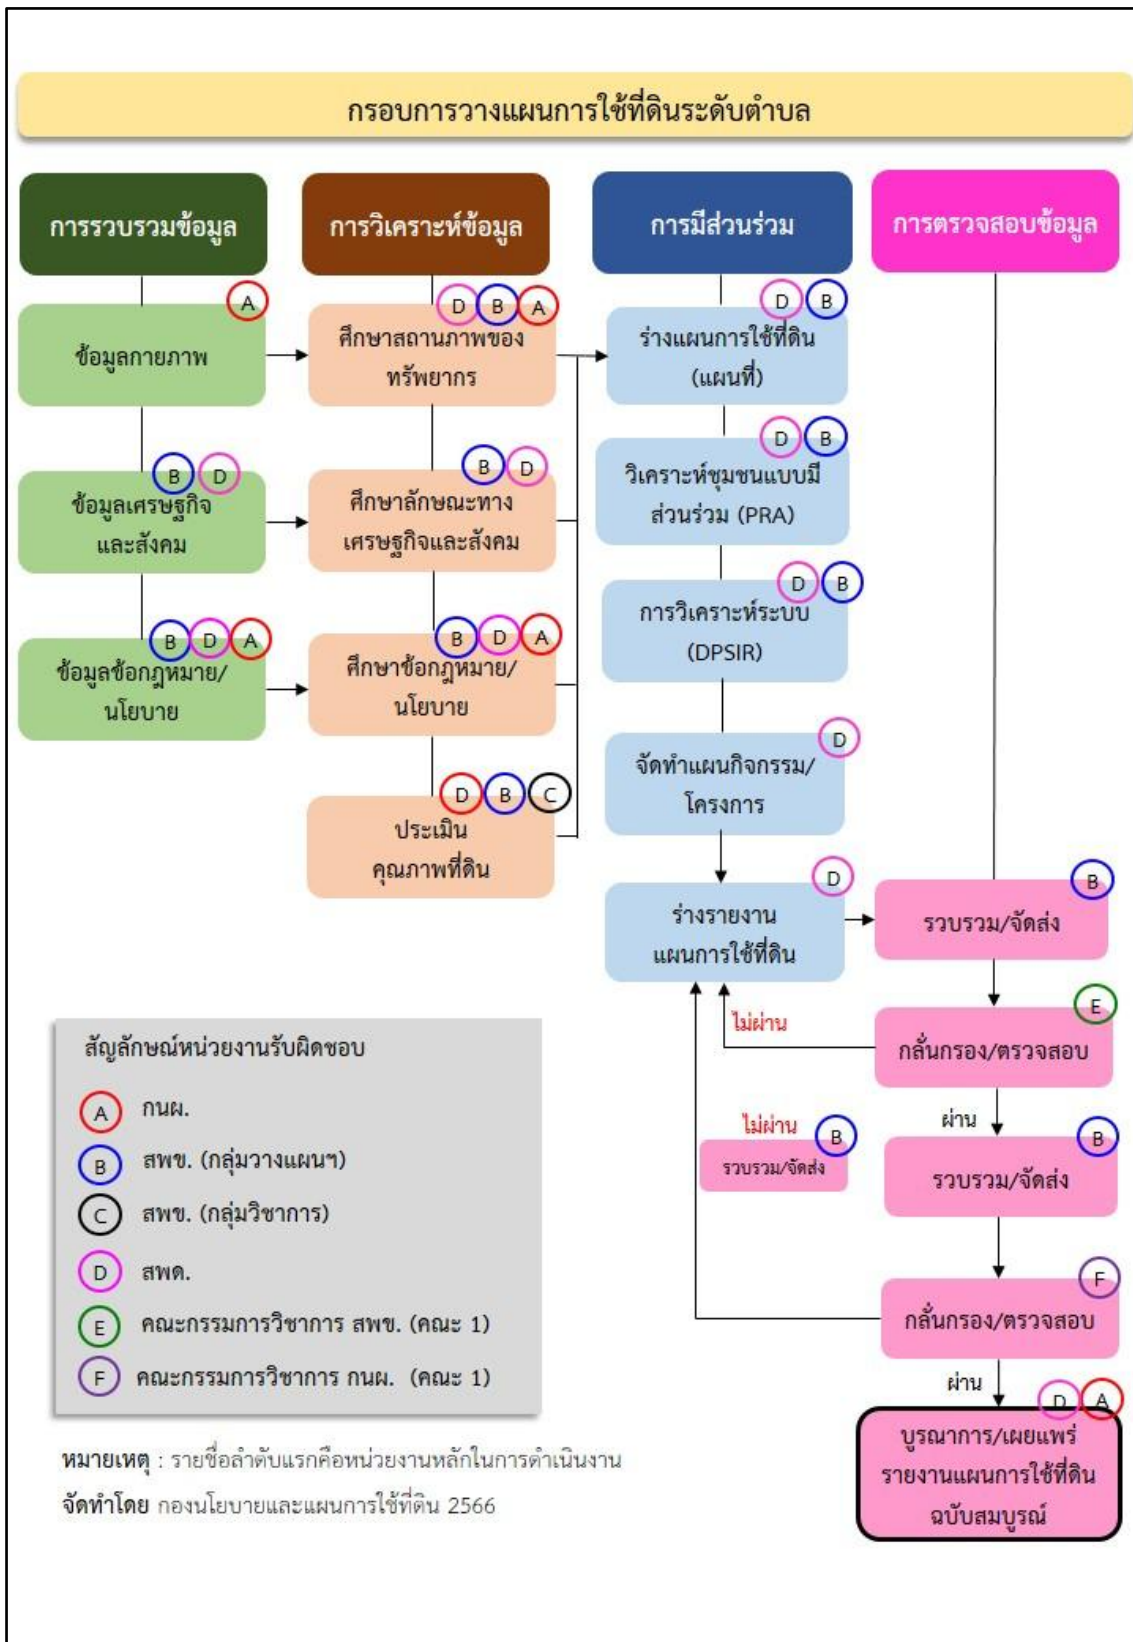 กรอบการวางแผนการใช้ที่ดินระดับตำบล
การรวบรวมข้อมูล
A
ข้อมูลกายภาพ
B D
ข้อมูลเศรษฐกิจ
และสังคม
B D A
ข้อมูลข้อกฎหมาย/
นโยบาย
การวิเคราะห์ข้อมูล
D B A
ศึกษาสถานภาพของ
ทรัพยากร
B D
ศึกษาลักษณะทาง
เศรษฐกิจและสังคม
B D A
ศึกษาข้อกฎหมาย/
นโยบาย
D B C
ประเมิน
คุณภาพที่ดิน
การมีส่วนร่วม
D B
ร่างแผนการใช้ที่ดิน
(แผนที่)
D B
วิเคราะห์ชุมชนแบบมี
ส่วนร่วม (PRA)
D B
การวิเคราะห์ระบบ
(DPSIR)
D
จัดทำแผนกิจกรรม/
โครงการ
D
ร่างรายงาน
แผนการใช้ที่ดิน
การตรวจสอบข้อมูล
B
รวบรวม/จัดส่ง
E
กลั่นกรอง/ตรวจสอบ
ไม่ผ่าน
ผ่าน
B
รวบรวม/จัดส่ง
ไม่ผ่าน
B
รวบรวม/จัดส่ง
F
กลั่นกรอง/ตรวจสอบ
ผ่าน
D A
บูรณาการ/เผยแพร่
รายงานแผนการใช้ที่ดิน
ฉบับสมบูรณ์
สัญลักษณ์หน่วยงานรับผิดชอบ
A กนผ.
B สพข. (กลุ่มวางแผนฯ)
C สพข. (กลุ่มวิชาการ)
D สพด.
E คณะกรรมการวิชาการ สพข. (คณะ 1)
F คณะกรรมการวิชาการ กนผ. (คณะ 1)
หมายเหตุ : รายชื่อลำดับแรกคือหน่วยงานหลักในการดำเนินงาน
จัดทำโดย กองนโยบายและแผนการใช้ที่ดิน 2566